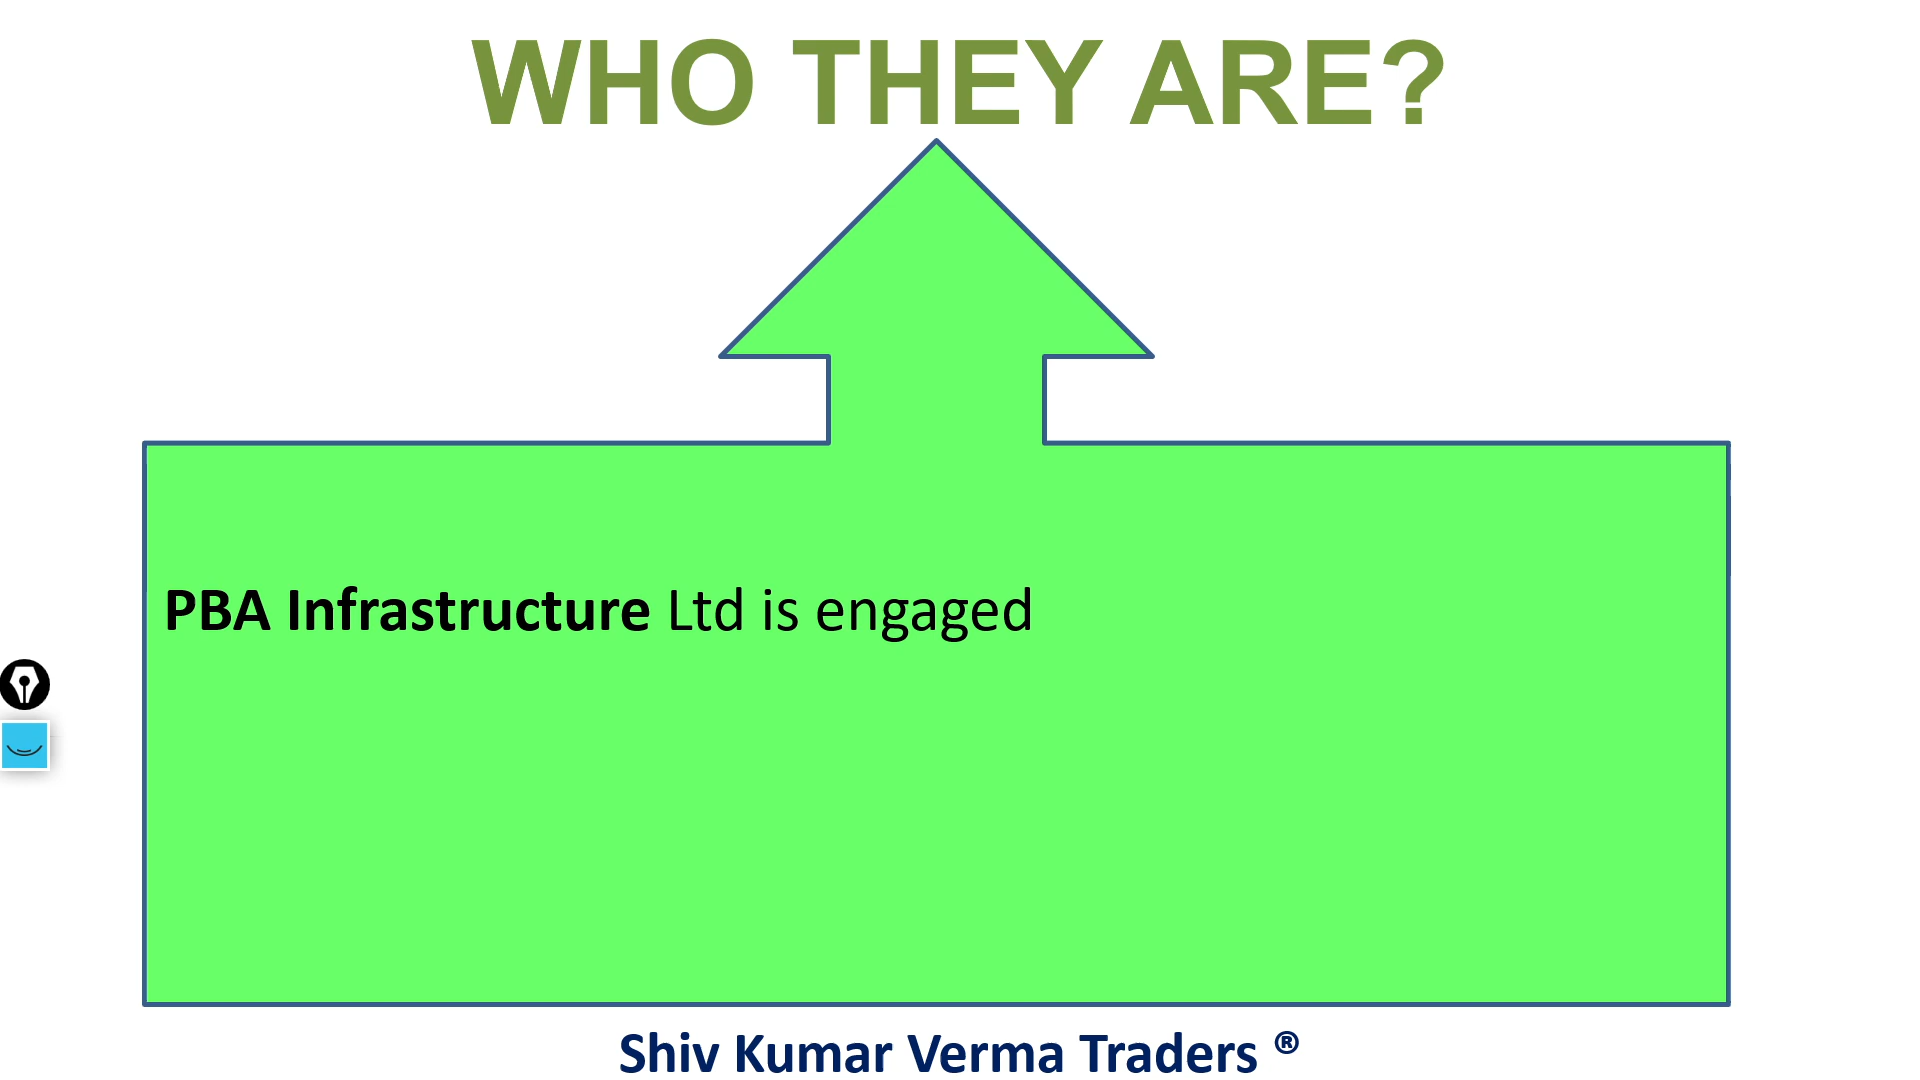 WHO THEY ARE?
PBA Infrastructure Ltd is engaged
Shiv Kumar Verma Traders ®